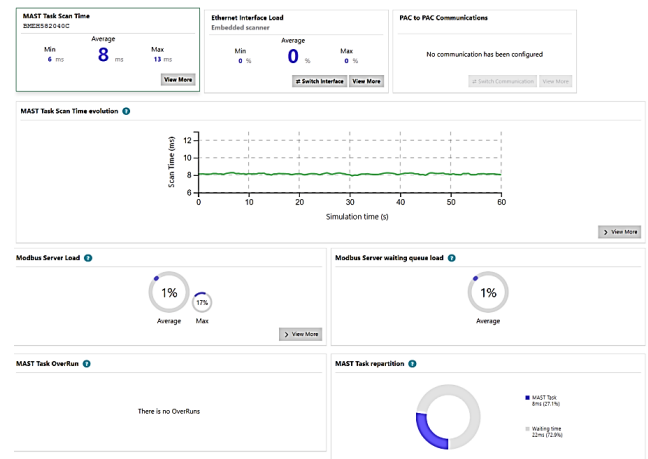 MAST Task Scan Time
BMEH582040C
Average
Min
Max
6 ms
8 ms
13 ms
View More
Ethernet Interface Load
Embedded scanner
Average
Min
Max
0 %
0 %
0 %
⇄ Switch Interface
View More
PAC to PAC Communications
No communication has been configured
⇄ Switch Communication
View More
MAST Task Scan Time evolution ?
Scan Time (ms)
12
10
8
6
0 10 20 30 40 50 60
Simulation time (s)
> View More
Modbus Server Load ?
1%
17%
Average
Max
> View More
Modbus Server waiting queue load ?
1%
Average
MAST Task OverRun ?
There is no OverRuns
MAST Task repartition ?
MAST Task
8ms (27.1%)
Waiting time
22ms (72.9%)